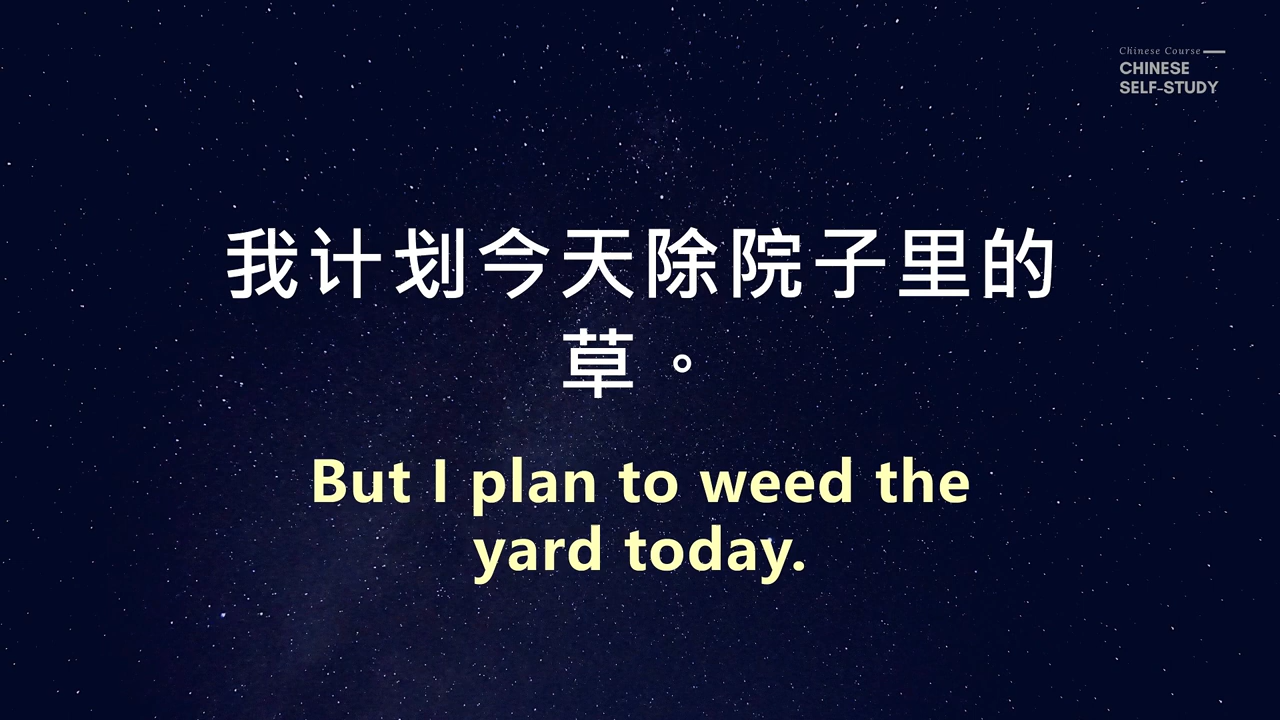 Chinese Course
CHINESE
SELF-STUDY
我计划今天除院子里的
草。
But I plan to weed the
yard today.